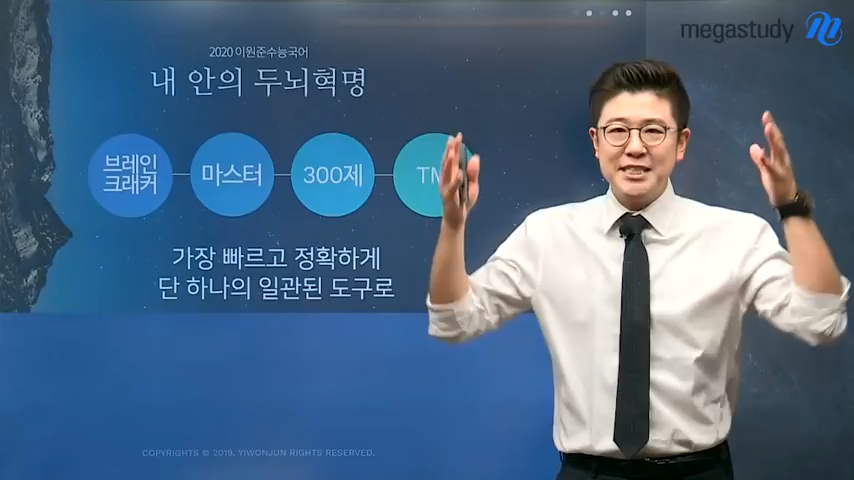 megastudy
2020 이원준수능국어
내 안의 두뇌혁명
브레인
크래커
마스터
300제
가장 빠르고 정확하게
단 하나의 일관된 도구로
COPYRIGHTS © 2019. YIWONJUN RIGHTS RESERVED.